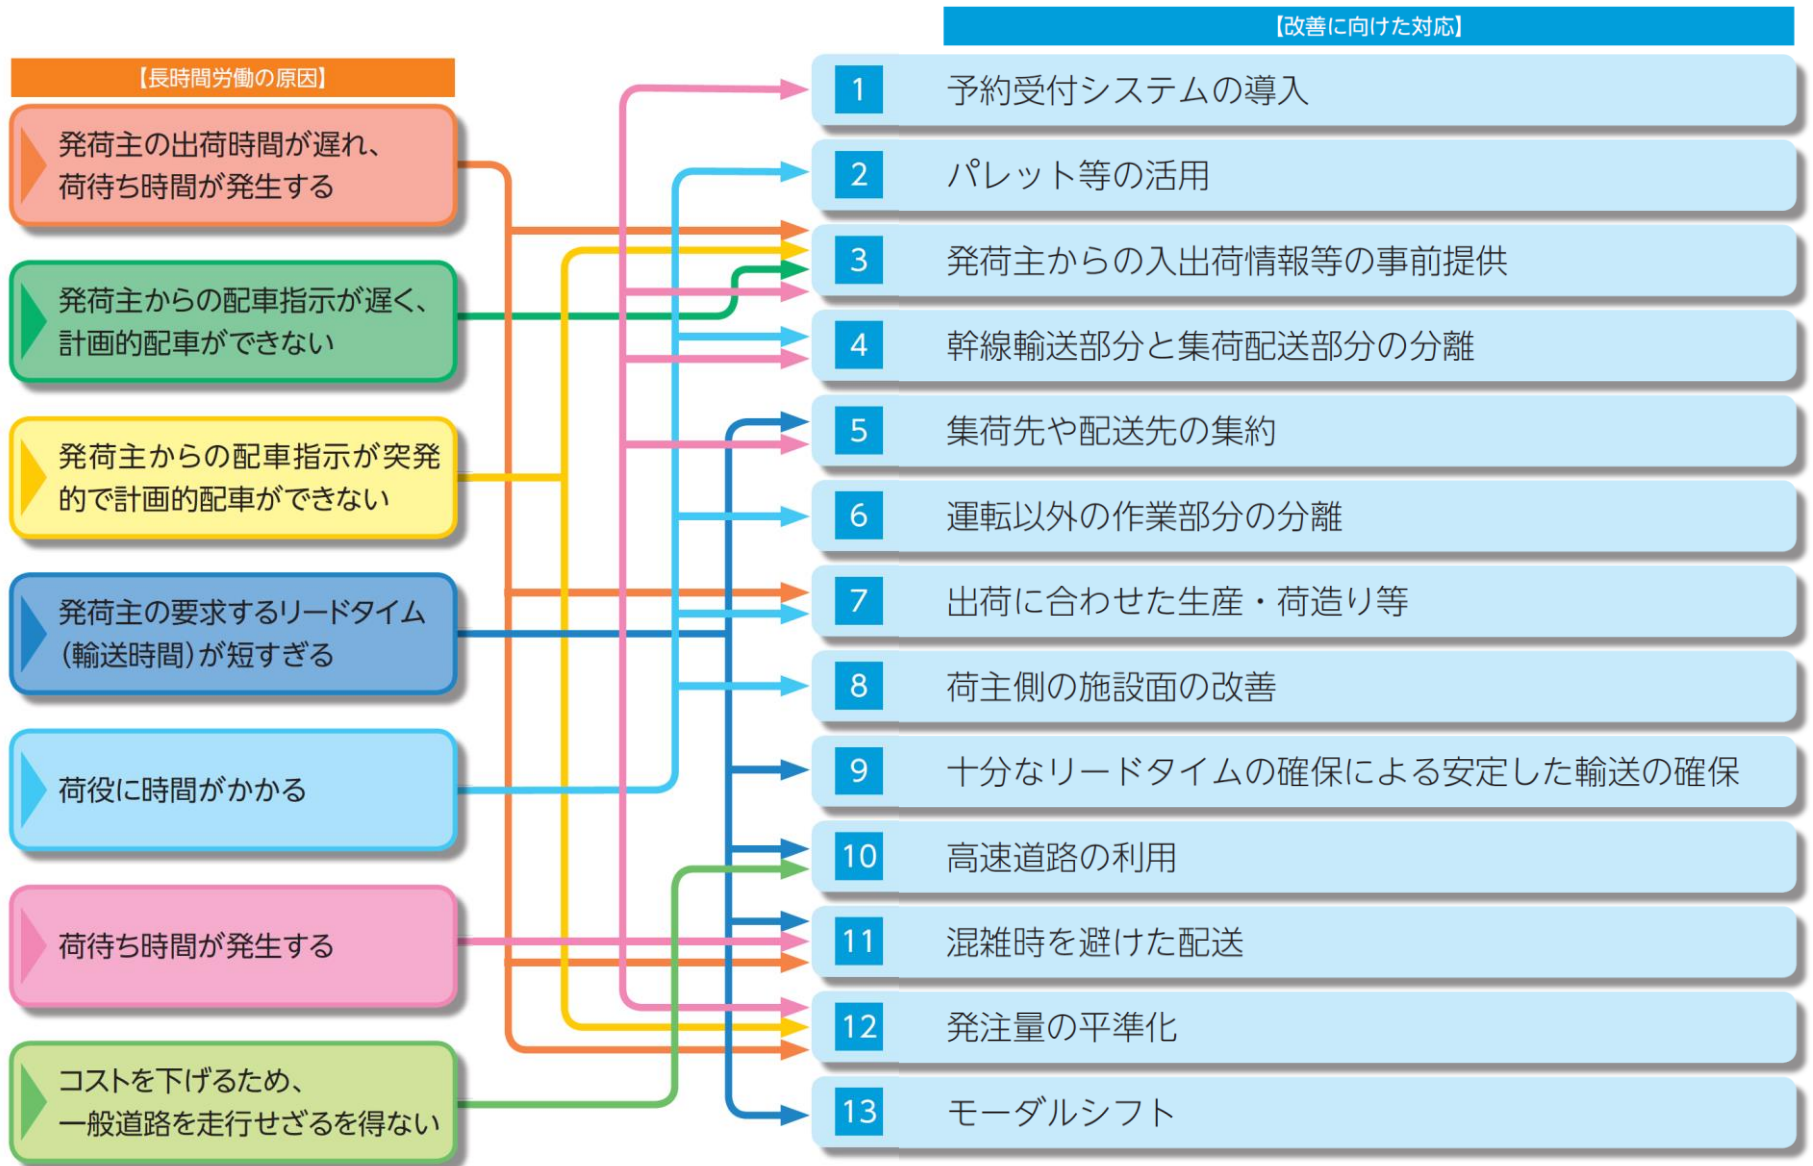 【長時間労働の原因】
発荷主の出荷時間が遅れ、
荷待ち時間が発生する
発荷主からの配車指示が遅く、
計画的配車ができない
発荷主からの配車指示が突発
的で計画的配車ができない
発荷主の要求するリードタイム
（輸送時間）が短すぎる
荷役に時間がかかる
荷待ち時間が発生する
コストを下げるため、
一般道路を走行せざるを得ない
【改善に向けた対応】
1 予約受付システムの導入
2 パレット等の活用
3 発荷主からの入出荷情報等の事前提供
4 幹線輸送部分と集荷配送部分の分離
5 集荷先や配送先の集約
6 運転以外の作業部分の分離
7 出荷に合わせた生産・荷造り等
8 荷主側の施設面の改善
9 十分なリードタイムの確保による安定した輸送の確保
10 高速道路の利用
11 混雑時を避けた配送
12 発注量の平準化
13 モーダルシフト